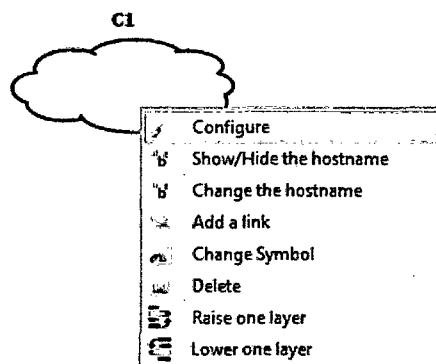 C1
Configure
Show/Hide the hostname
Change the hostname
Add a link
Change Symbol
Delete
Raise one layer
Lower one layer